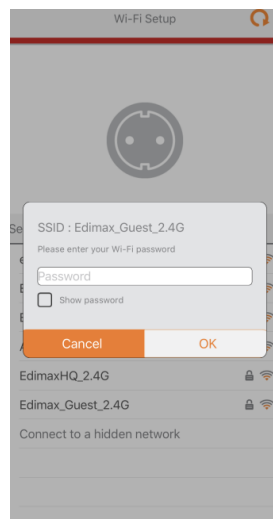 Wi-Fi Setup
Se
SSID : Edimax_Guest_2.4G
Please enter your Wi-Fi password
Password
Show password
Cancel
OK
EdimaxHQ_2.4G
Edimax_Guest_2.4G
Connect to a hidden network